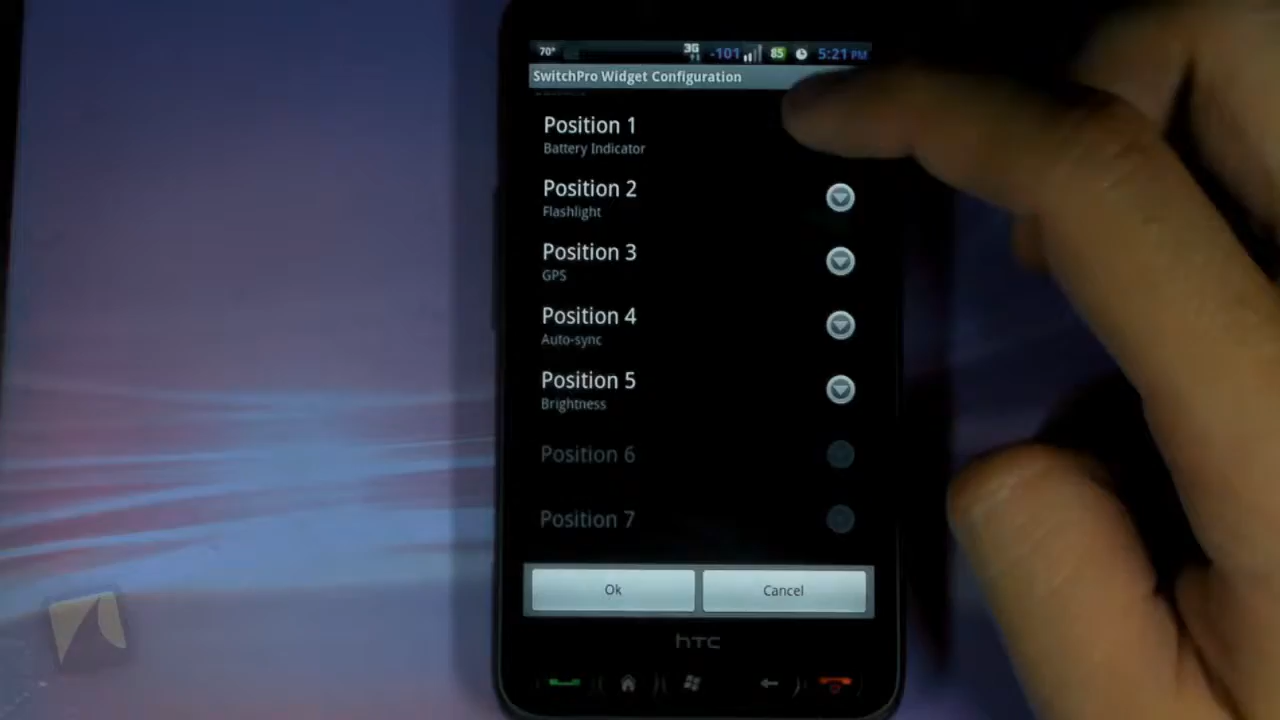 70° 3G -101 85 5:21 PM
SwitchPro Widget Configuration
Position 1
Battery Indicator
Position 2
Flashlight
Position 3
GPS
Position 4
Auto-sync
Position 5
Brightness
Position 6
Position 7
Ok Cancel
hTC